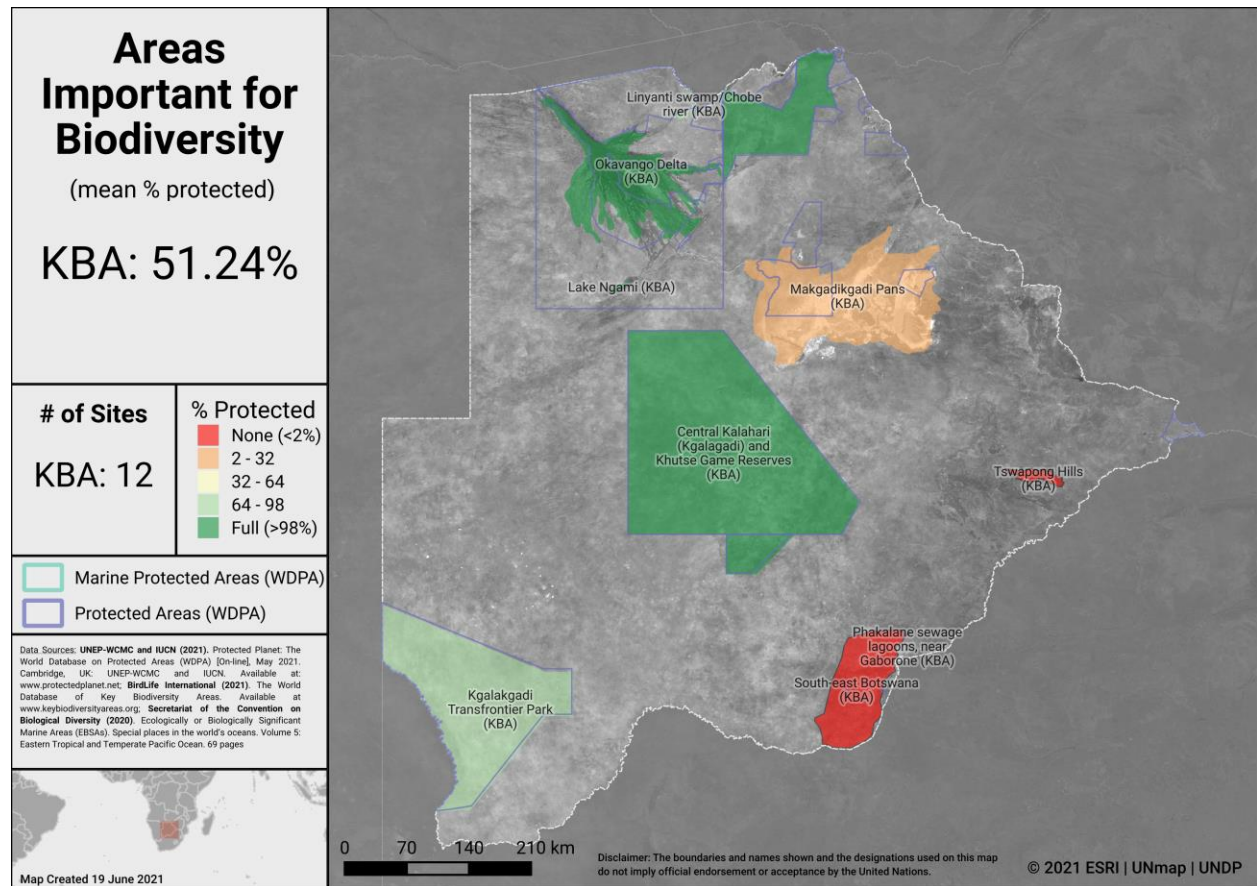 Areas
Important for
Biodiversity
(mean % protected)
KBA: 51.24%
# of Sites
KBA: 12
% Protected
None (<2%)
2 - 32
32 - 64
64 - 98
Full (>98%)
Marine Protected Areas (WDPA)
Protected Areas (WDPA)
Data Sources: UNEP-WCMC and IUCN (2021). Protected Planet: The
World Database on Protected Areas (WDPA) [On-line], May 2021.
Cambridge, UK: UNEP-WCMC and IUCN. Available at:
www.protectedplanet.net; BirdLife International (2021). The World
Database of Key Biodiversity Areas. Available at
www.keybiodiversityareas.org; Secretariat of the Convention on
Biological Diversity (2020). Ecologically or Biologically Significant
Marine Areas (EBSAs). Special places in the world's oceans. Volume 5:
Eastern Tropical and Temperate Pacific Ocean. 69 pages
Map Created 19 June 2021
Linyanti swamp/Chobe
river (KBA)
Okavango Delta
(KBA)
Lake Ngami (KBA)
Makgadikgadi Pans
(KBA)
Central Kalahari
(Kgalagadi) and
Khutse Game Reserves
(KBA)
Tswapong Hills
(KBA)
Phakalane sewage
lagoons, near
Gaborone (KBA)
South-east Botswana
(KBA)
Kgalakgadi
Transfrontier Park
(KBA)
0 70 140 210 km
Disclaimer: The boundaries and names shown and the designations used on this map
do not imply official endorsement or acceptance by the United Nations.
© 2021 ESRI | UNmap | UNDP